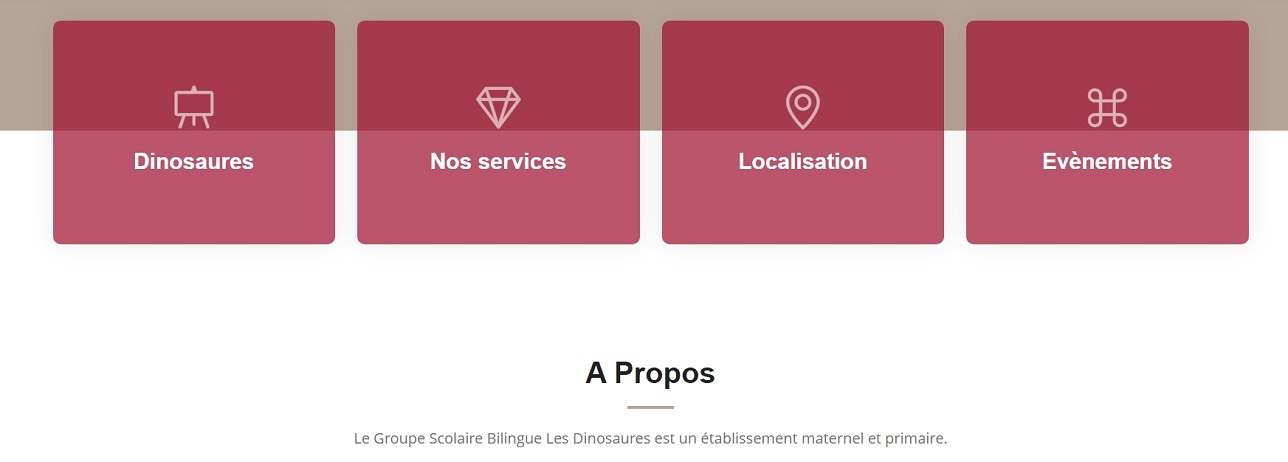 Dinosaures
Nos services
Localisation
Evènements
A Propos
Le Groupe Scolaire Bilingue Les Dinosaures est un établissement maternel et primaire.